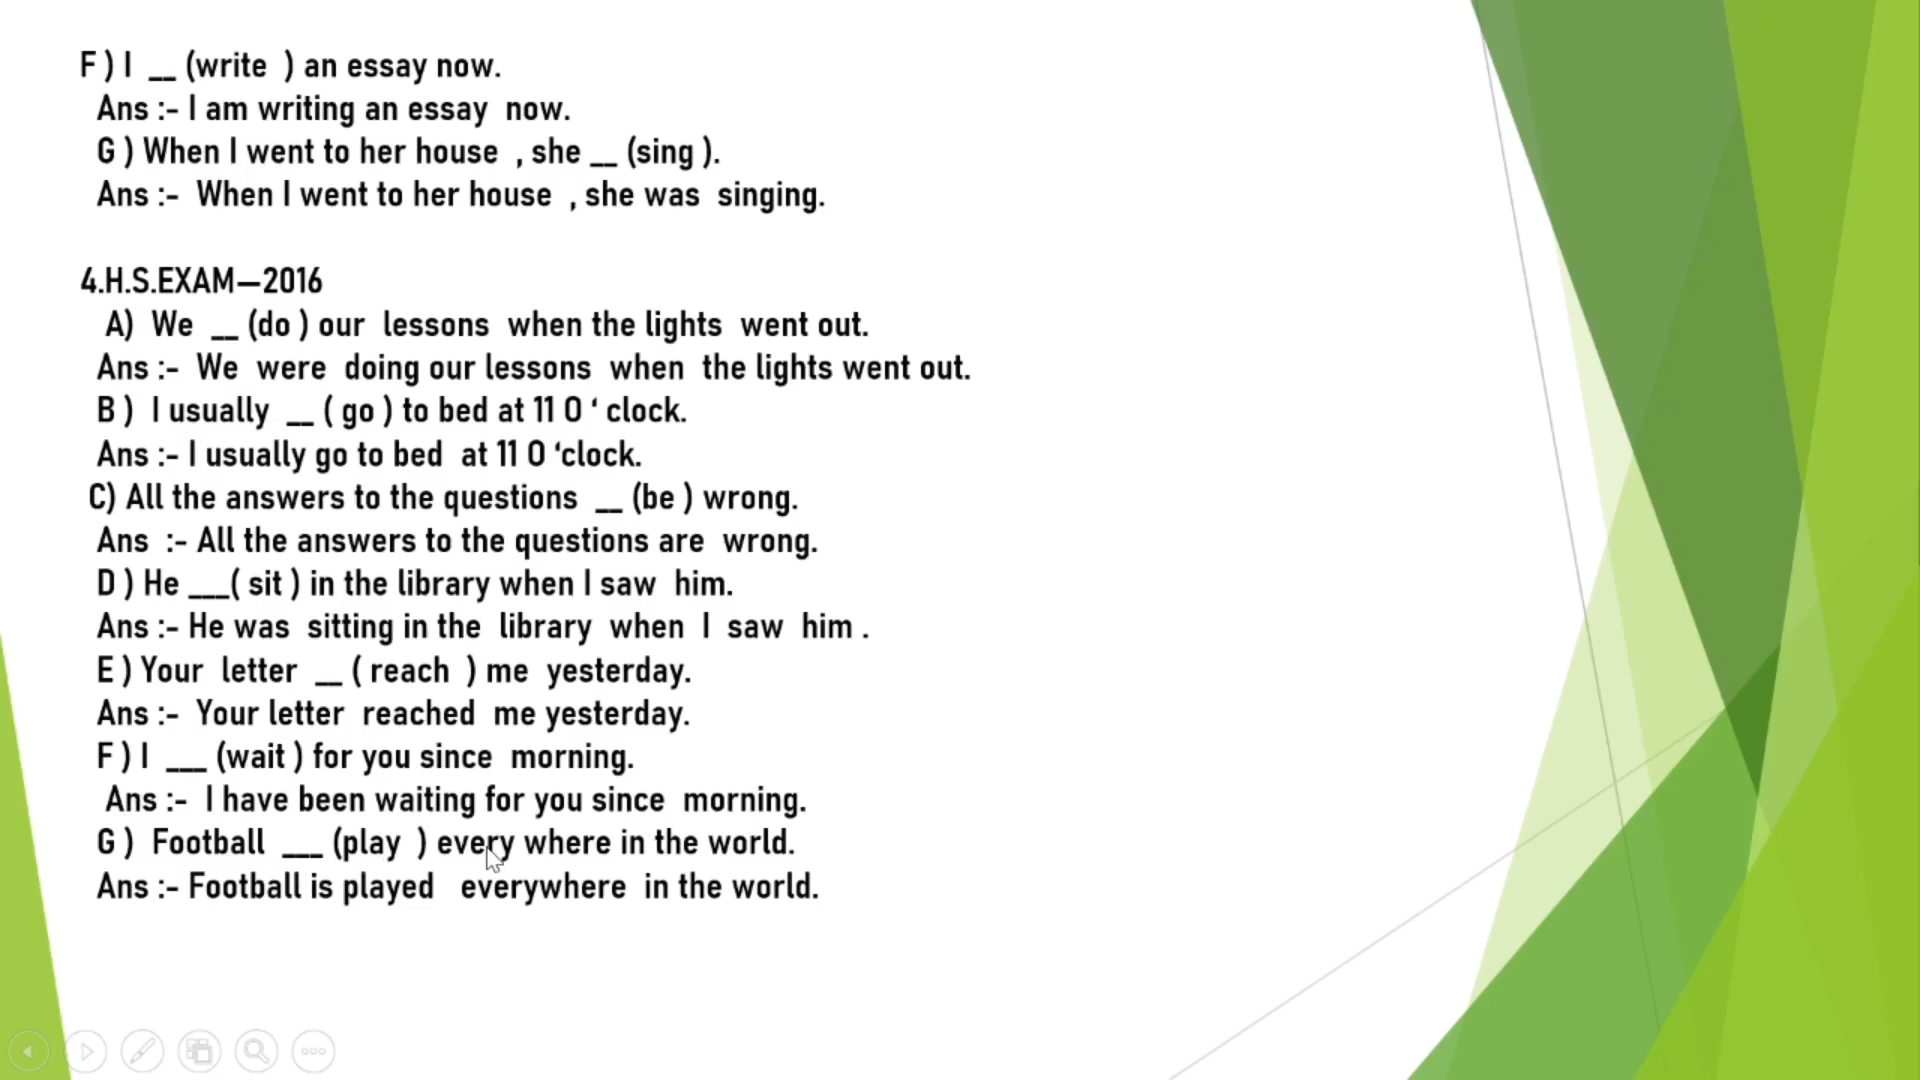 F ) I __ (write ) an essay now.
Ans :- I am writing an essay now.
G ) When I went to her house , she __ (sing ).
Ans :- When I went to her house , she was singing.
4.H.S.EXAM—2016
A) We __ (do ) our lessons when the lights went out.
Ans :- We were doing our lessons when the lights went out.
B ) I usually __ ( go ) to bed at 11 O ‘ clock.
Ans :- I usually go to bed at 11 O ‘clock.
C) All the answers to the questions __ (be ) wrong.
Ans :- All the answers to the questions are wrong.
D ) He ___( sit ) in the library when I saw him.
Ans :- He was sitting in the library when I saw him .
E ) Your letter __ ( reach ) me yesterday.
Ans :- Your letter reached me yesterday.
F ) I ___ (wait ) for you since morning.
Ans :- I have been waiting for you since morning.
G ) Football ___ (play ) every where in the world.
Ans :- Football is played everywhere in the world.